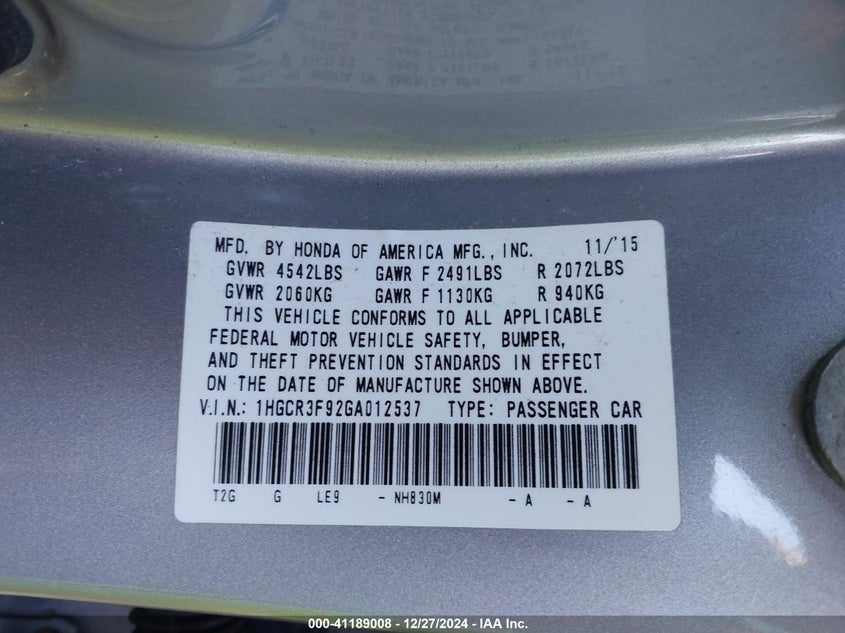 MFD. BY HONDA OF AMERICA MFG., INC. 11/'15
GVWR 4542LBS GAWR F 2491LBS R 2072LBS
GVWR 2060KG GAWR F 1130KG R 940KG
THIS VEHICLE CONFORMS TO ALL APPLICABLE
FEDERAL MOTOR VEHICLE SAFETY, BUMPER,
AND THEFT PREVENTION STANDARDS IN EFFECT
ON THE DATE OF MANUFACTURE SHOWN ABOVE.
V.I.N.: 1HGCR3F92GA012537 TYPE: PASSENGER CAR
T2G G LE9 - NH830M - A - A
000-41189008 - 12/27/2024 - IAA Inc.